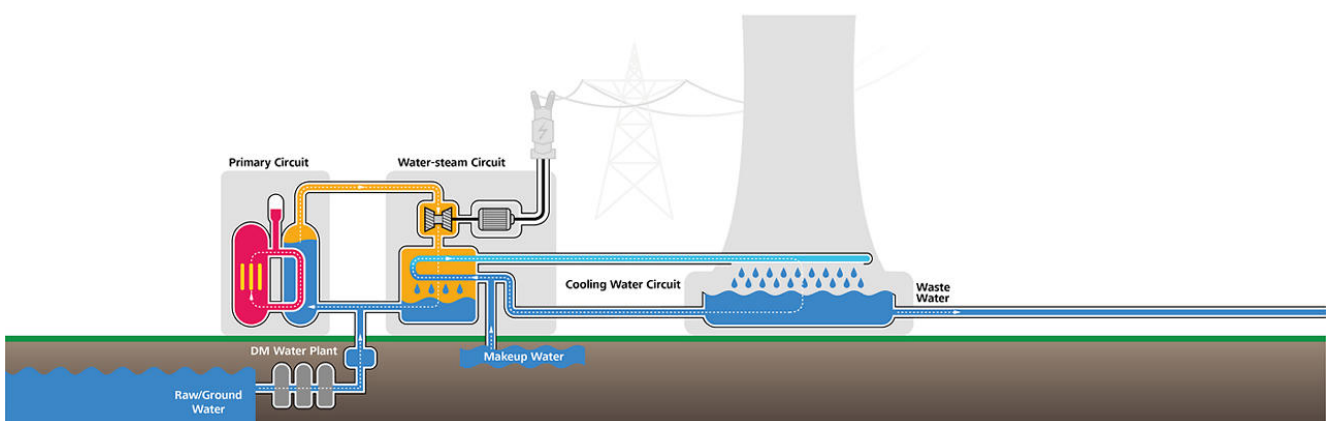 Primary Circuit
Water-steam Circuit
Cooling Water Circuit
Waste
Water
DM Water Plant
Makeup Water
Raw/Ground
Water